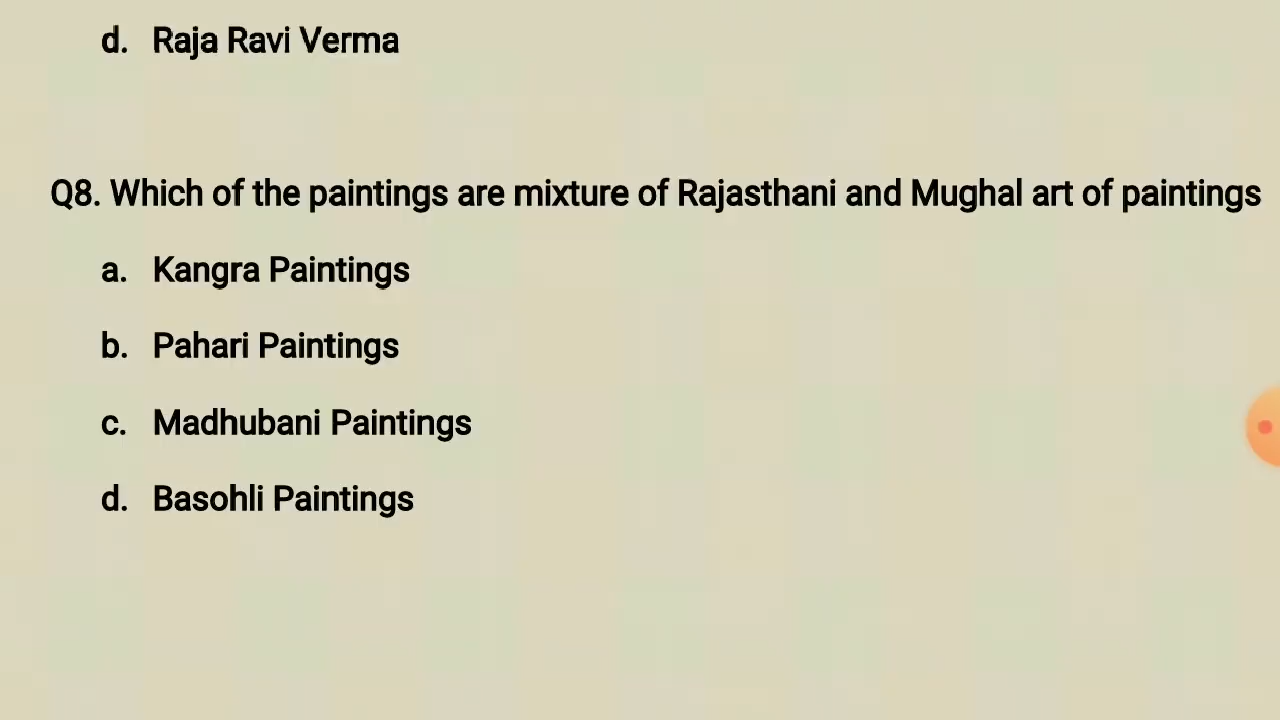 d. Raja Ravi Verma
Q8. Which of the paintings are mixture of Rajasthani and Mughal art of paintings
a. Kangra Paintings
b. Pahari Paintings
c. Madhubani Paintings
d. Basohli Paintings